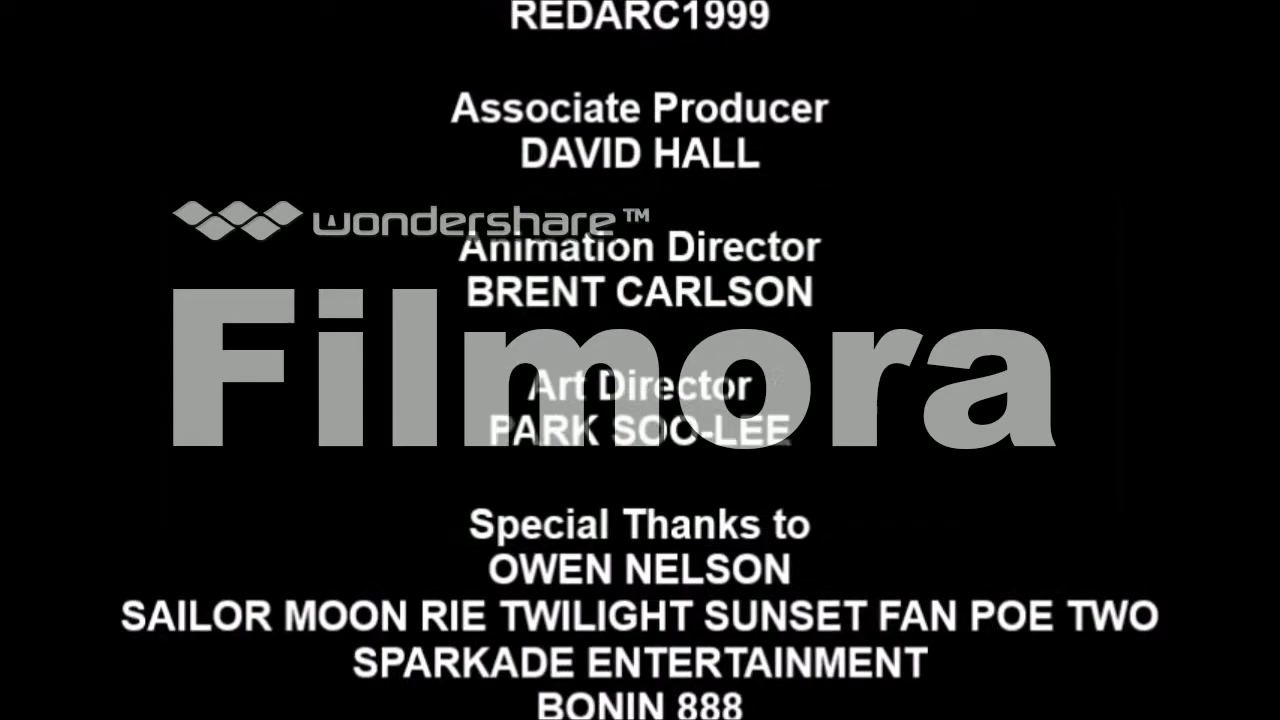 REDARC1999
Associate Producer
DAVID HALL
wondershare™
Animation Director
BRENT CARLSON
Filmora
Art Director
PARK SOO-LEE
Special Thanks to
OWEN NELSON
SAILOR MOON RIE TWILIGHT SUNSET FAN POE TWO
SPARKADE ENTERTAINMENT
BONIN 888